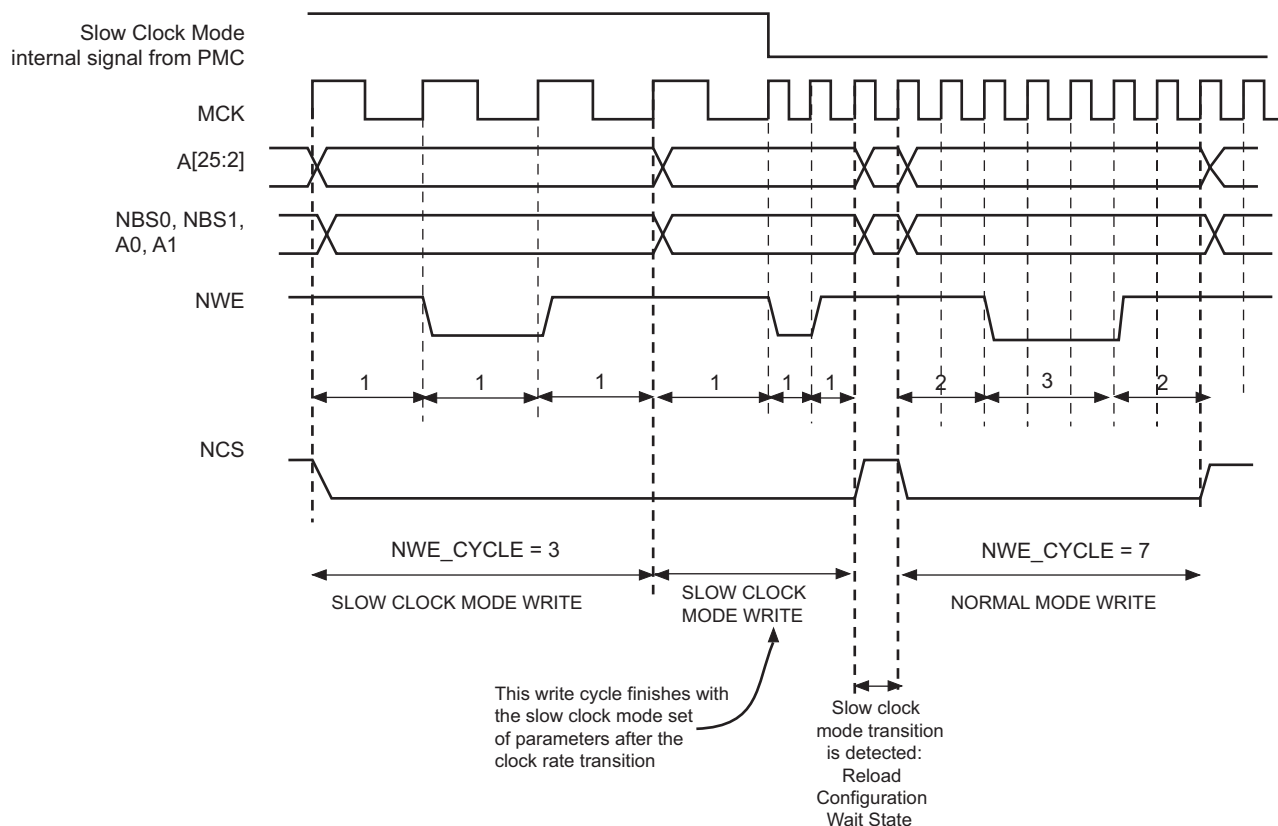 Slow Clock Mode
internal signal from PMC
MCK
A[25:2]
NBS0, NBS1,
A0, A1
NWE
1 1 1 1 1 1 2 3 2
NCS
NWE_CYCLE = 3
NWE_CYCLE = 7
SLOW CLOCK MODE WRITE
SLOW CLOCK
MODE WRITE
NORMAL MODE WRITE
This write cycle finishes with
the slow clock mode set
of parameters after the
clock rate transition
Slow clock
mode transition
is detected:
Reload
Configuration
Wait State